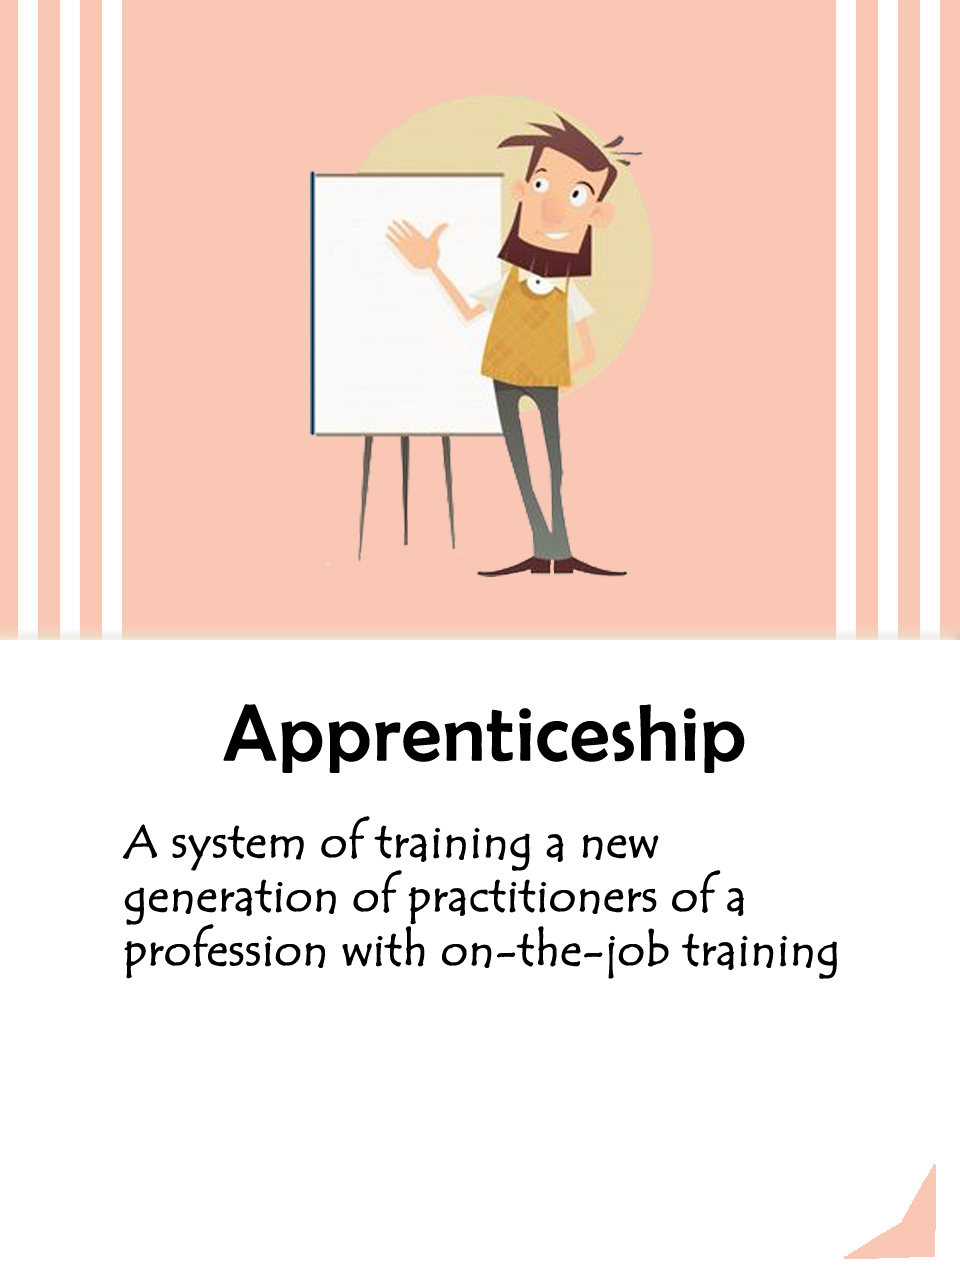 Apprenticeship
A system of training a new
generation of practitioners of a
profession with on-the-job training